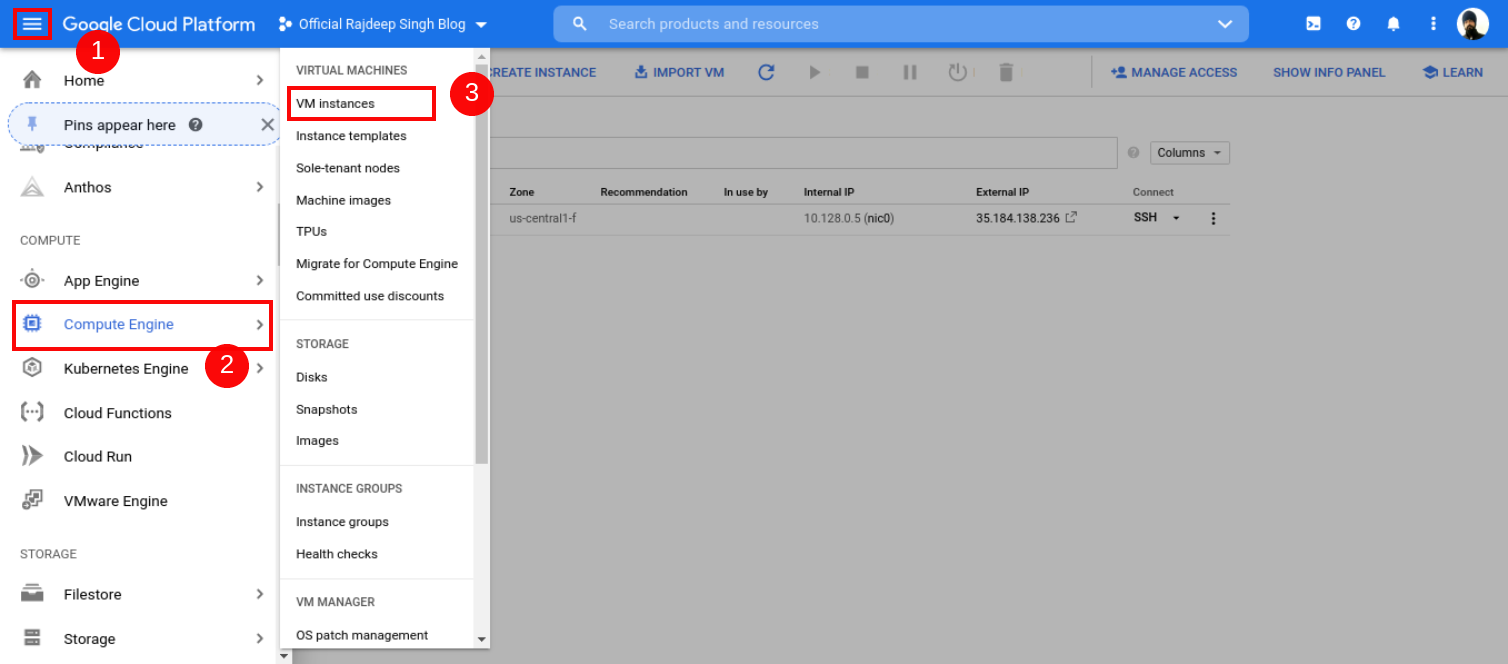 Google Cloud Platform
Official Rajdeep Singh Blog
Search products and resources
1
Home
Pins appear here
Compliance
Anthos
COMPUTE
App Engine
Compute Engine
2
Kubernetes Engine
Cloud Functions
Cloud Run
VMware Engine
STORAGE
Filestore
Storage
VIRTUAL MACHINES
3
VM instances
Instance templates
Sole-tenant nodes
Machine images
TPUs
Migrate for Compute Engine
Committed use discounts
STORAGE
Disks
Snapshots
Images
INSTANCE GROUPS
Instance groups
Health checks
VM MANAGER
OS patch management
CREATE INSTANCE IMPORT VM MANAGE ACCESS SHOW INFO PANEL LEARN
Columns
Zone Recommendation In use by Internal IP External IP Connect
us-central1-f 10.128.0.5 (nic0) 35.184.138.236 SSH